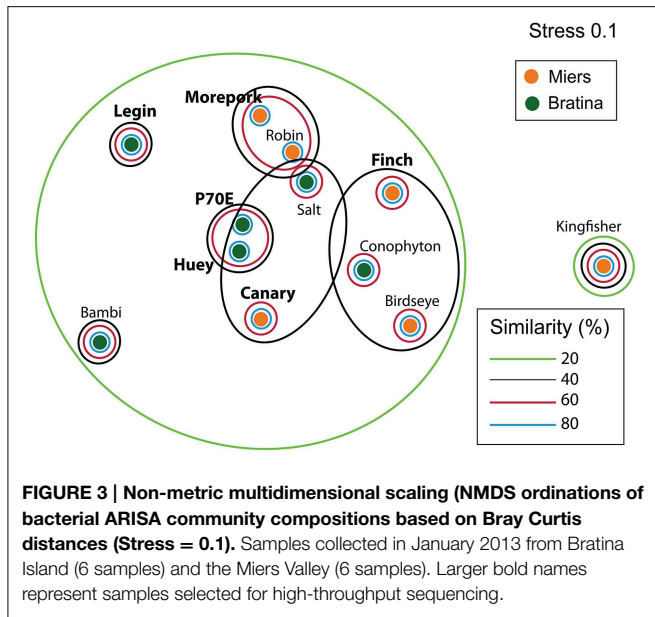 Stress 0.1
Miers
Bratina
Morepork
Legin
Robin
Finch
P70E
Salt
Kingfisher
Huey
Conophyton
Canary
Birdseye
Bambi
Similarity (%)
20
40
60
80
FIGURE 3 | Non-metric multidimensional scaling (NMDS ordinations of
bacterial ARISA community compositions based on Bray Curtis
distances (Stress = 0.1). Samples collected in January 2013 from Bratina
Island (6 samples) and the Miers Valley (6 samples). Larger bold names
represent samples selected for high-throughput sequencing.